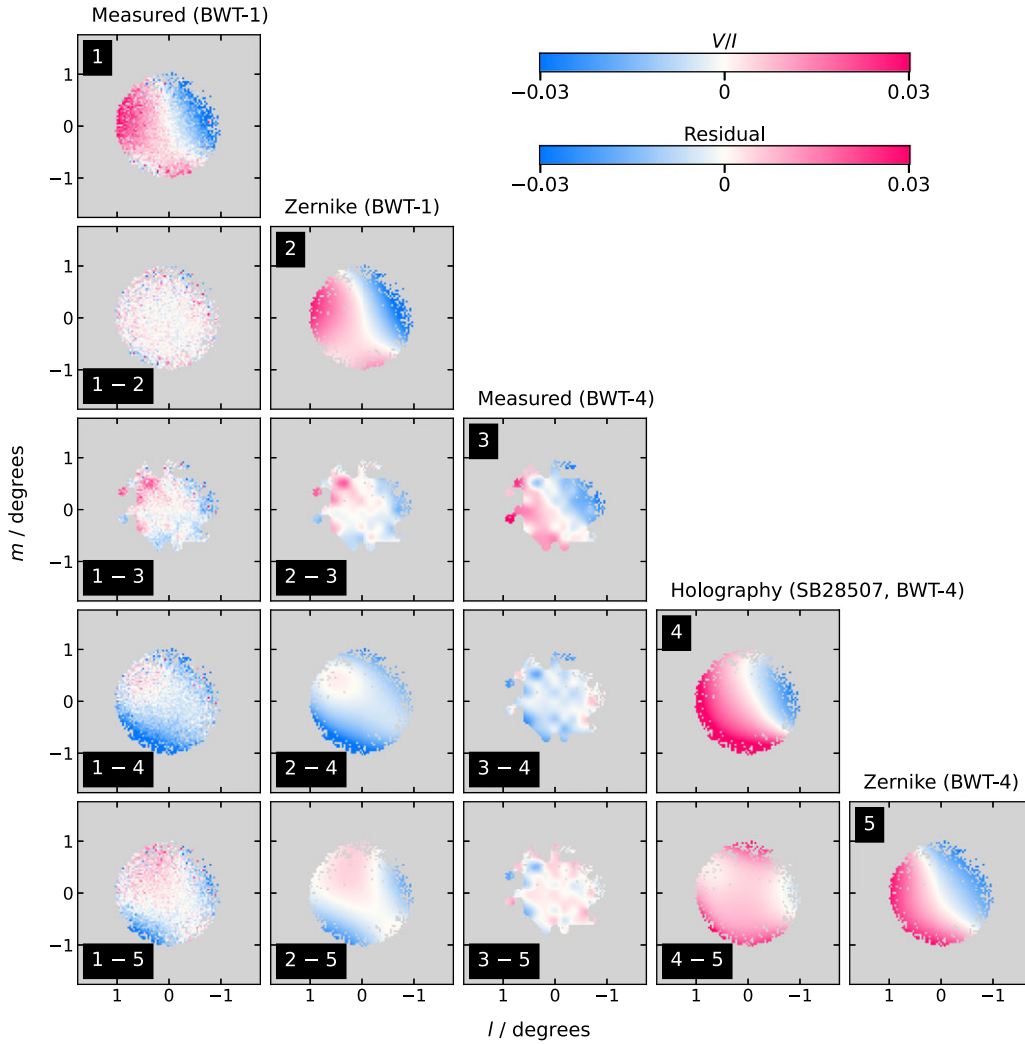 Measured (BWT-1)
V/I
−0.03 0 0.03
Residual
−0.03 0 0.03
1
1
0
−1
Zernike (BWT-1)
2
1
0
−1
1 − 2
Measured (BWT-4)
3
1
0
−1
1 − 3
2 − 3
m / degrees
Holography (SB28507, BWT-4)
4
1
0
−1
1 − 4
2 − 4
3 − 4
Zernike (BWT-4)
5
1
0
−1
1 − 5
2 − 5
3 − 5
4 − 5
1 0 −1 1 0 −1 1 0 −1 1 0 −1 1 0 −1
l / degrees